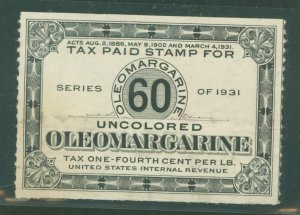 ACTS AUG. 2, 1886, MAY 9, 1902 AND MARCH 4, 1931.
TAX PAID STAMP FOR
OLEOMARGARINE
SERIES 60 OF 1931
UNCOLORED
OLEOMARGARINE
TAX ONE-FOURTH CENT PER LB.
UNITED STATES INTERNAL REVENUE